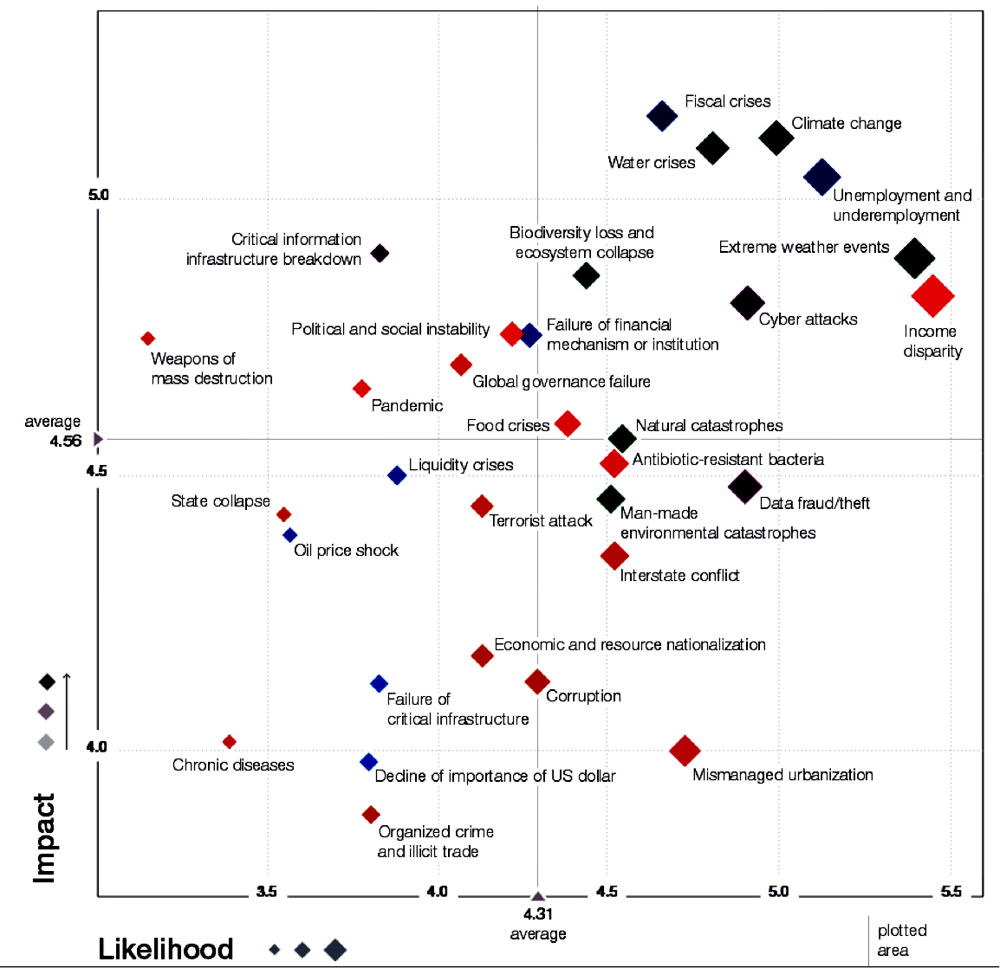 Fiscal crises
Climate change
Water crises
5.0
Unemployment and
underemployment
Biodiversity loss and
ecosystem collapse
Critical information
infrastructure breakdown
Extreme weather events
Cyber attacks
Income
disparity
Political and social instability
Failure of financial
mechanism or institution
Weapons of
mass destruction
Global governance failure
Pandemic
average
4.56
Food crises
Natural catastrophes
Antibiotic-resistant bacteria
4.5
Liquidity crises
State collapse
Data fraud/theft
Terrorist attack
Man-made
environmental catastrophes
Oil price shock
Interstate conflict
Economic and resource nationalization
Corruption
Failure of
critical infrastructure
4.0
Chronic diseases
Decline of importance of US dollar
Mismanaged urbanization
Organized crime
and illicit trade
Impact
3.5 4.0 4.5 5.0 5.5
4.31
average
Likelihood
plotted
area